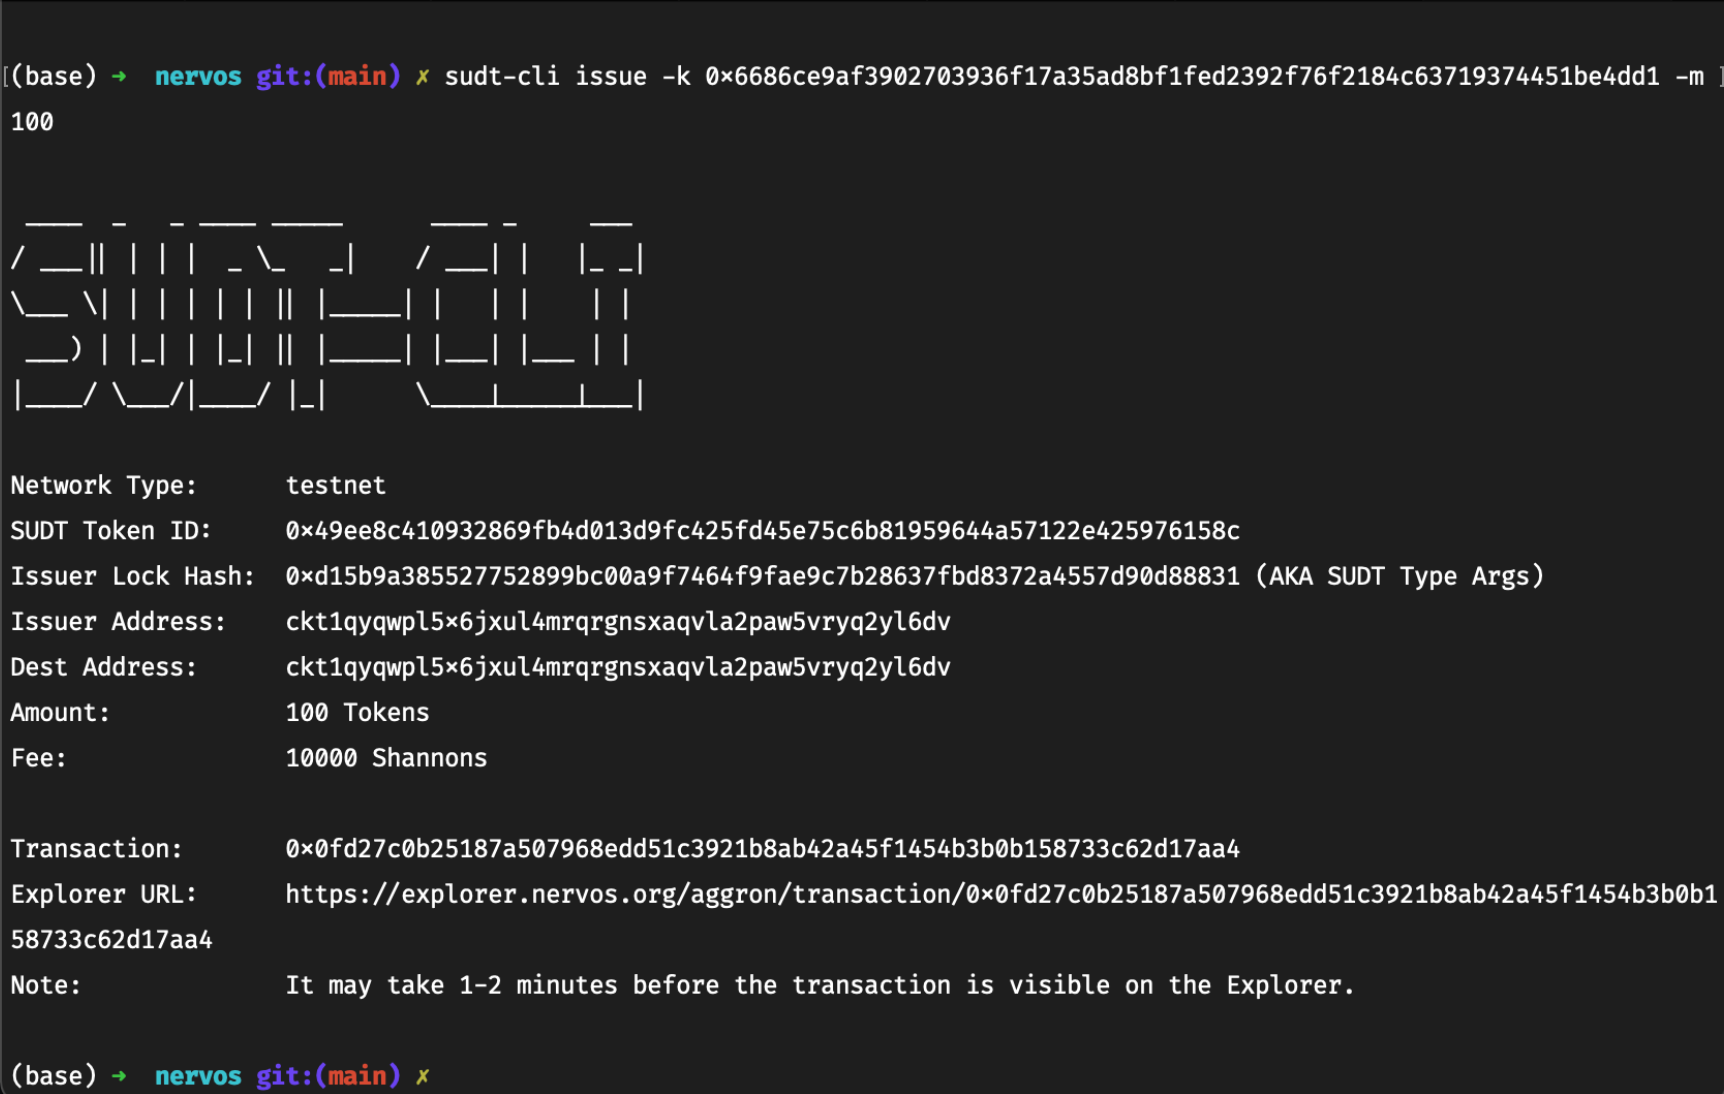 (base) → nervos git:(main) ✗ sudt-cli issue -k 0x6686ce9af3902703936f17a35ad8bf1fed2392f76f2184c63719374451be4dd1 -m
100
Network Type: testnet
SUDT Token ID: 0x49ee8c410932869fb4d013d9fc425fd45e75c6b81959644a57122e425976158c
Issuer Lock Hash: 0xd15b9a385527752899bc00a9f7464f9fae9c7b28637fbd8372a4557d90d88831 (AKA SUDT Type Args)
Issuer Address: ckt1qyqwpl5x6jxul4mrqrgnsxaqvla2paw5vryq2yl6dv
Dest Address: ckt1qyqwpl5x6jxul4mrqrgnsxaqvla2paw5vryq2yl6dv
Amount: 100 Tokens
Fee: 10000 Shannons
Transaction: 0x0fd27c0b25187a507968edd51c3921b8ab42a45f1454b3b0b158733c62d17aa4
Explorer URL: https://explorer.nervos.org/aggron/transaction/0x0fd27c0b25187a507968edd51c3921b8ab42a45f1454b3b0b1
58733c62d17aa4
Note: It may take 1-2 minutes before the transaction is visible on the Explorer.
(base) → nervos git:(main) ✗